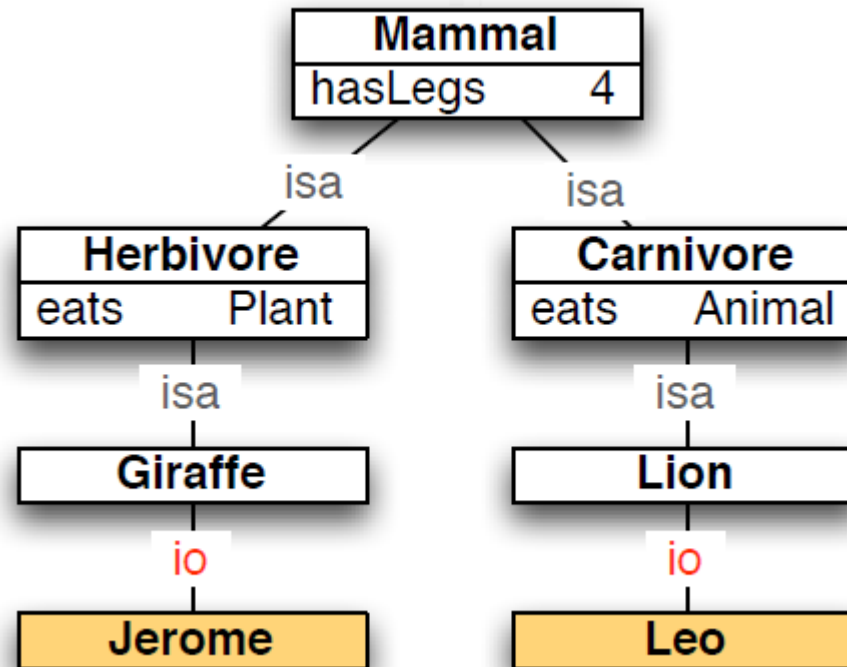 Mammal
hasLegs 4
isa isa
Herbivore Carnivore
eats Plant eats Animal
isa isa
Giraffe Lion
io io
Jerome Leo